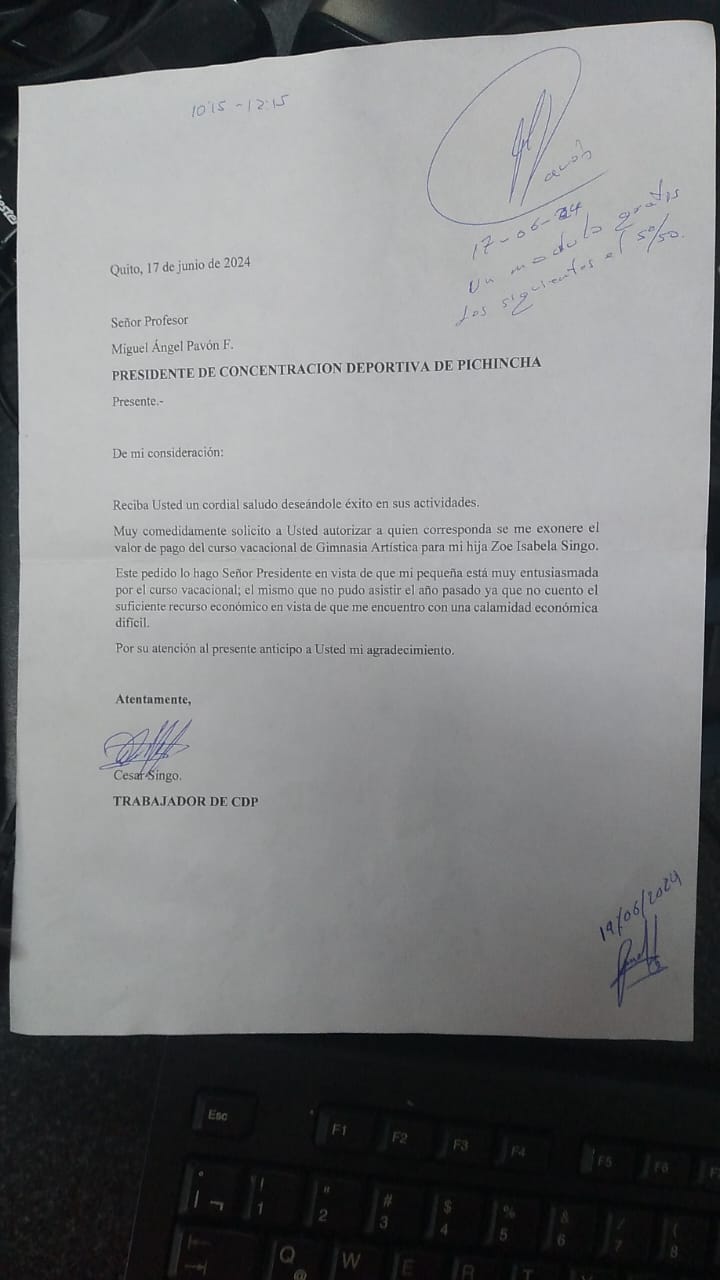 10:15 - 12:15
Pavón
17-06-24
Un modulo gratis
Los siguientes el 50/50.
Quito, 17 de junio de 2024
Señor Profesor
Miguel Ángel Pavón F.
PRESIDENTE DE CONCENTRACION DEPORTIVA DE PICHINCHA
Presente.-
De mi consideración:
Reciba Usted un cordial saludo deseándole éxito en sus actividades.
Muy comedidamente solicito a Usted autorizar a quien corresponda se me exonere el
valor de pago del curso vacacional de Gimnasia Artística para mi hija Zoe Isabela Singo.
Este pedido lo hago Señor Presidente en vista de que mi pequeña está muy entusiasmada
por el curso vacacional; el mismo que no pudo asistir el año pasado ya que no cuento el
suficiente recurso económico en vista de que me encuentro con una calamidad económica
difícil.
Por su atención al presente anticipo a Usted mi agradecimiento.
Atentamente,
Cesar Singo.
TRABAJADOR DE CDP
19/06/2024
Esc
F1 F2 F3 F4 F5 F6
! 1 " 2 # 3 $ 4 % 5 & 6 / 7 ( 8
Q @ W E R T